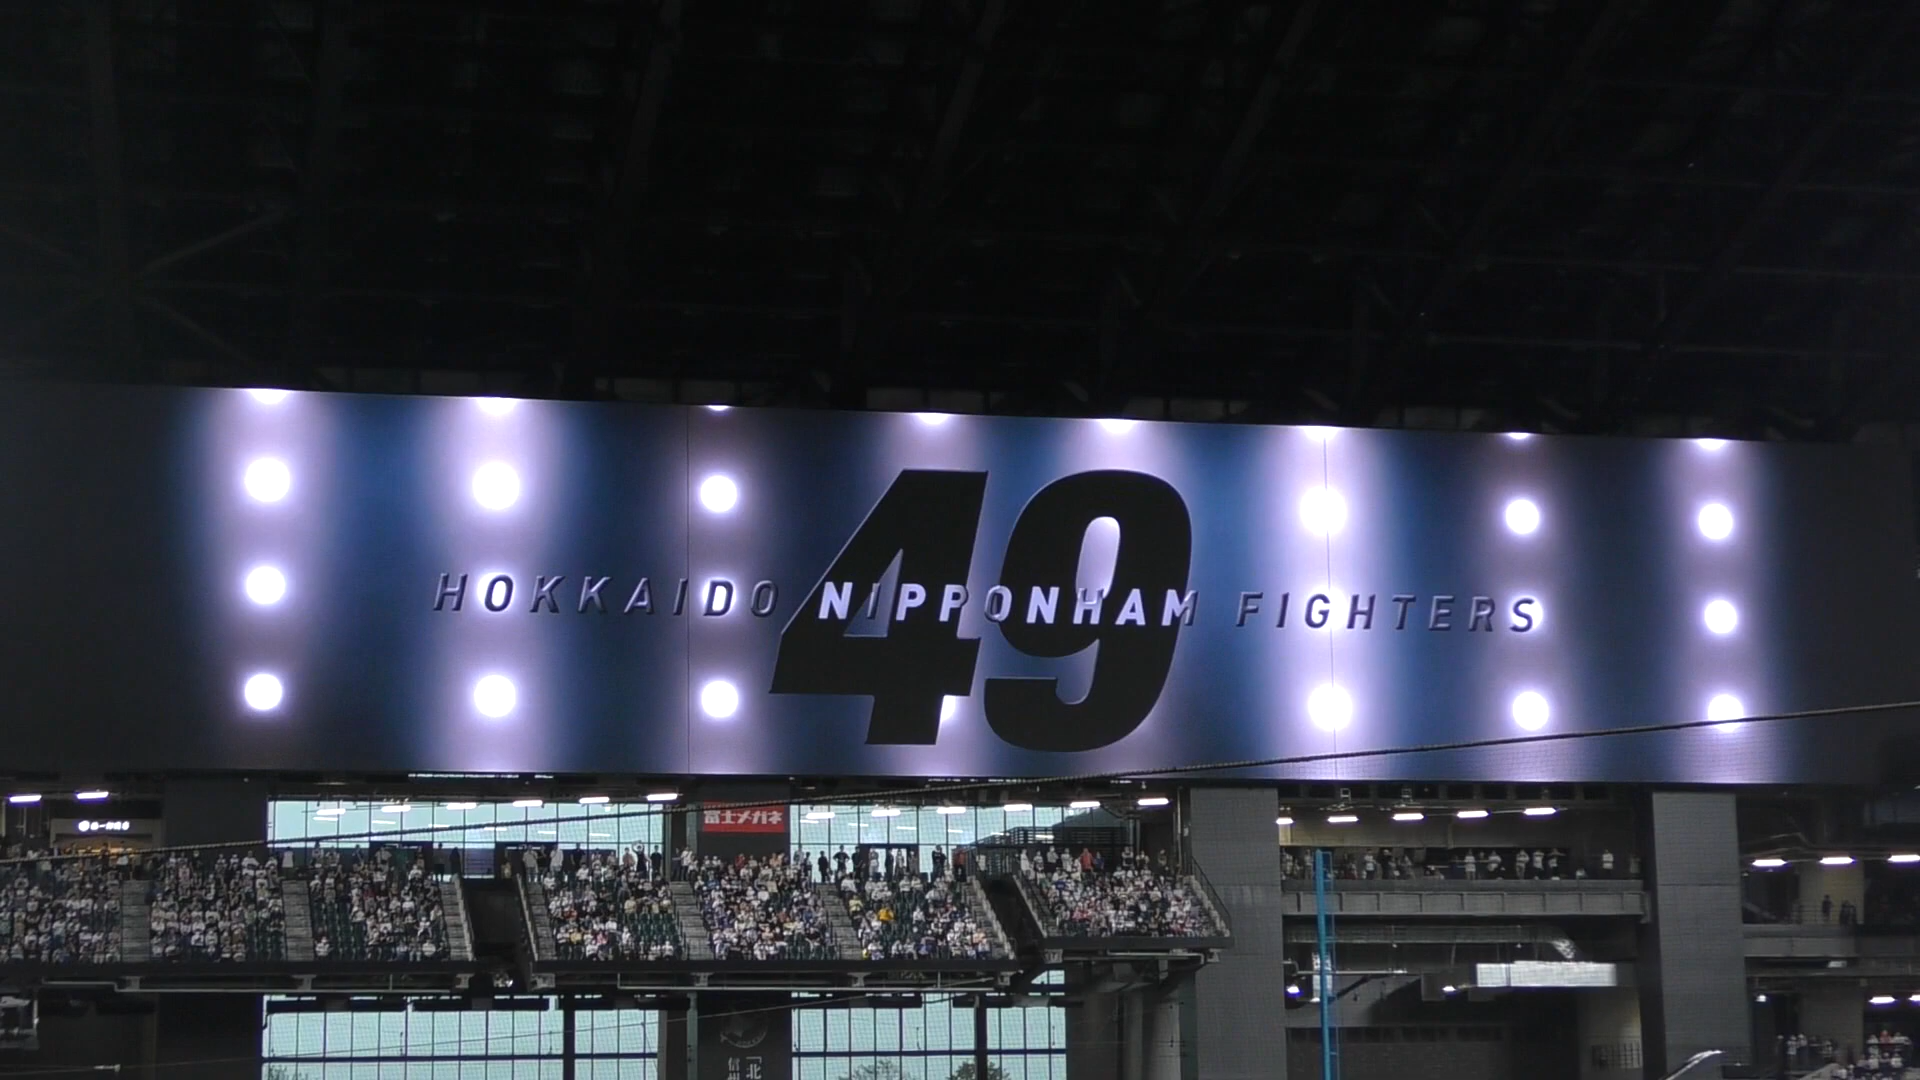 49
HOKKAIDO NIPPONHAM FIGHTERS
富士メガネ